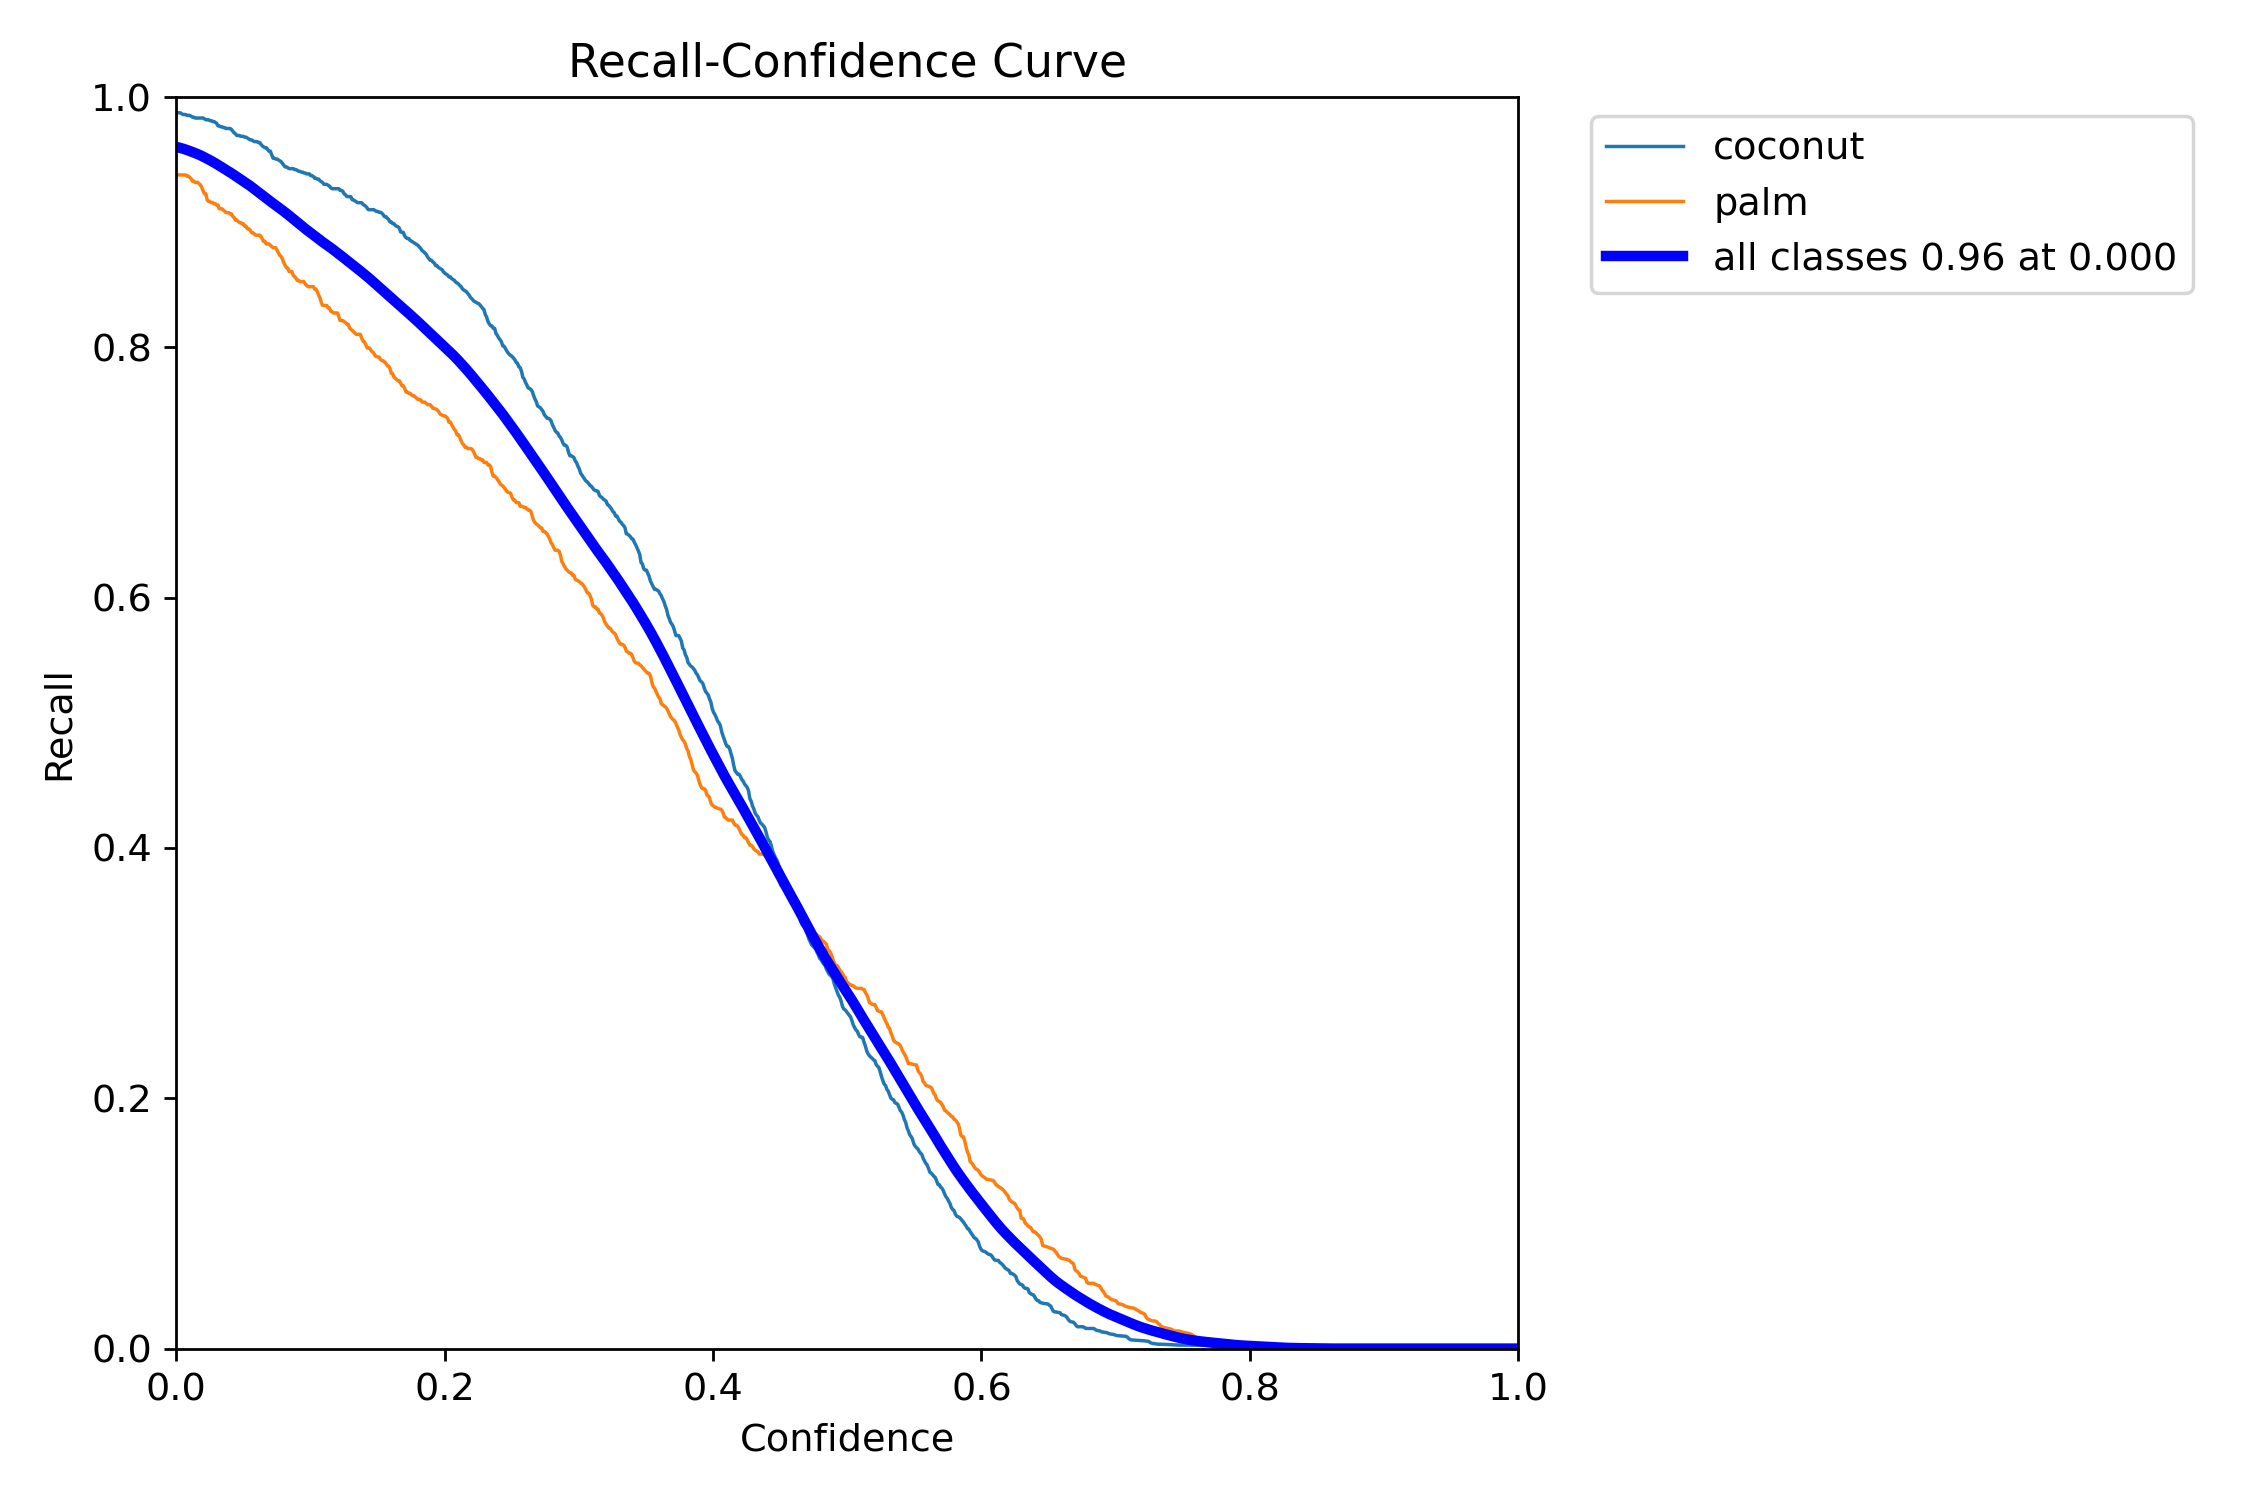 Recall-Confidence Curve
1.0
0.8
0.6
0.4
0.2
0.0
Recall
0.0 0.2 0.4 0.6 0.8 1.0
Confidence
coconut
palm
all classes 0.96 at 0.000